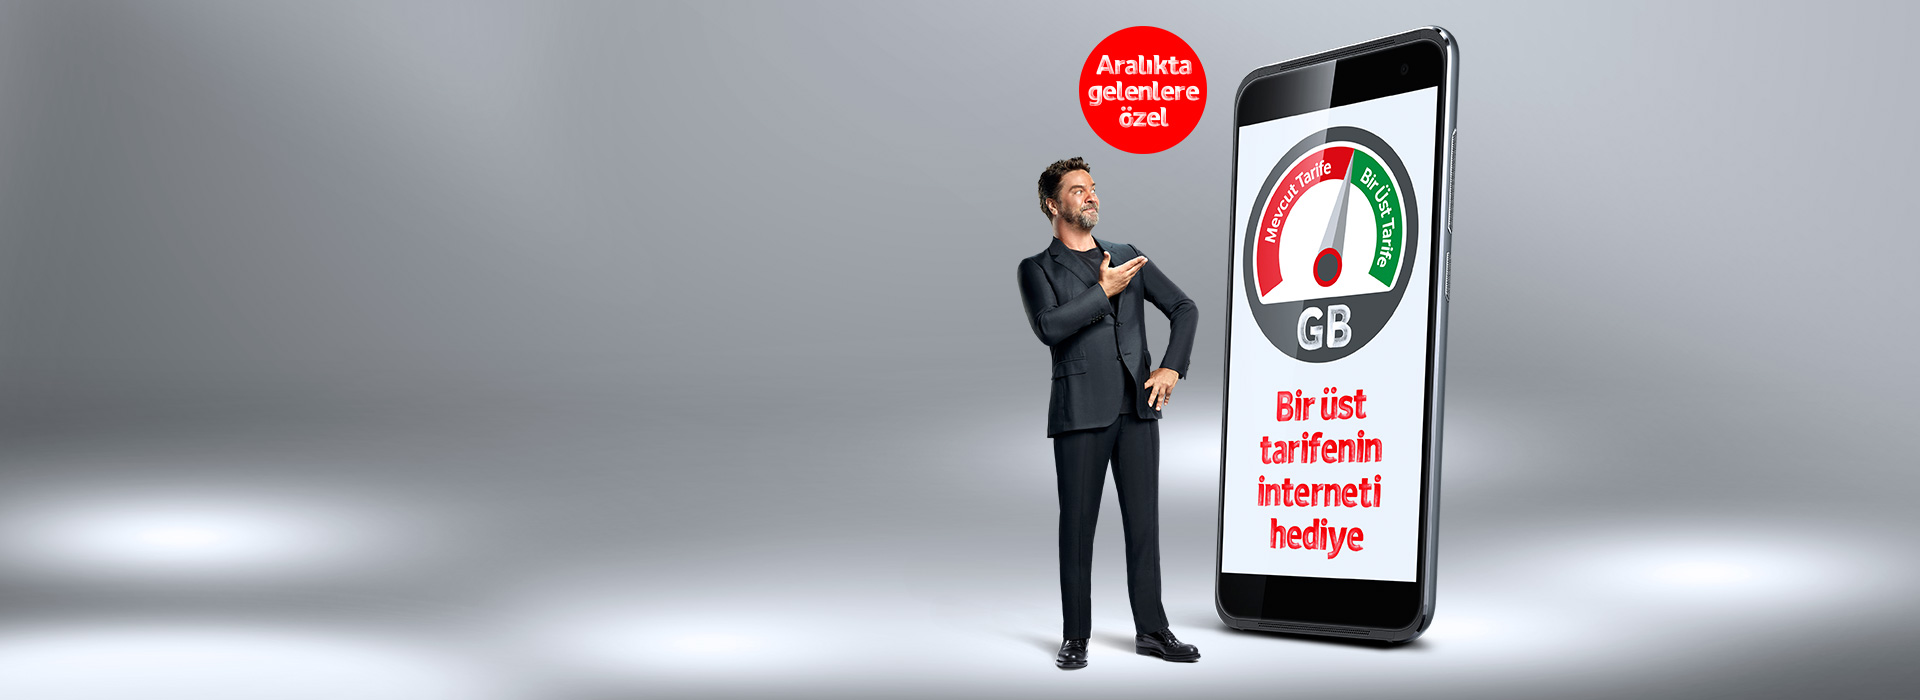 Aralıkta
gelenlere
özel
Mevcut Tarife
Bir Üst Tarife
GB
Bir üst
tarifenin
interneti
hediye